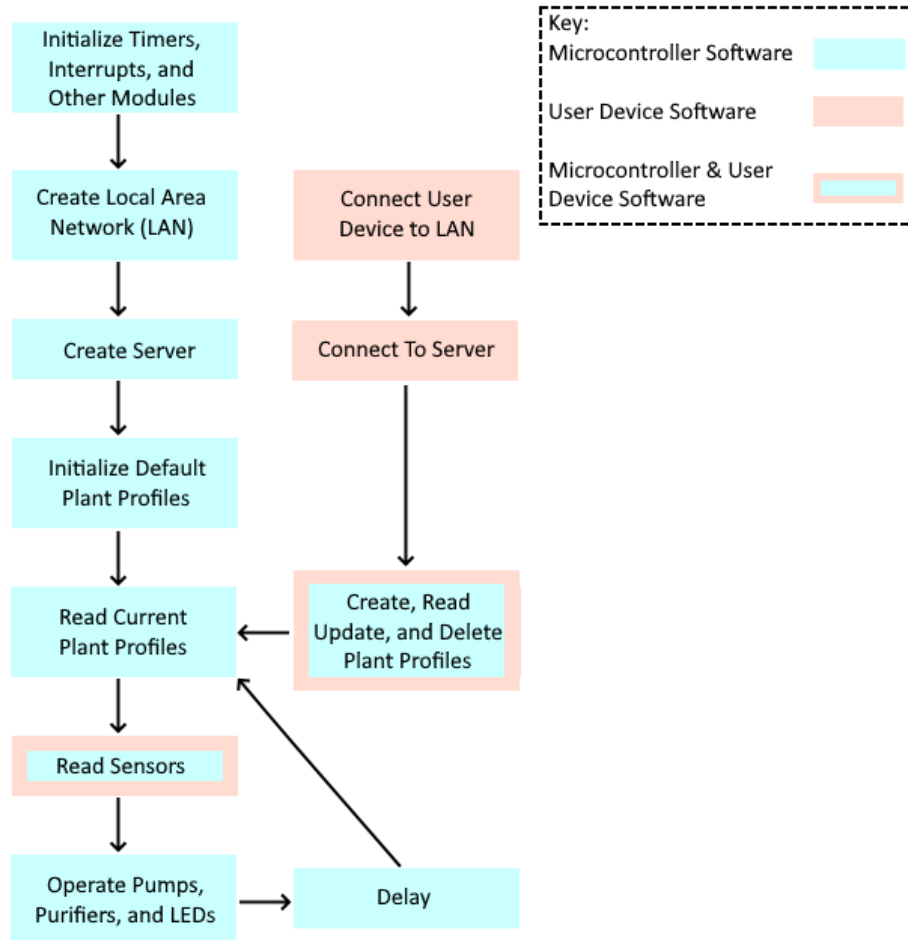 Initialize Timers,
Interrupts, and
Other Modules
Create Local Area
Network (LAN)
Create Server
Initialize Default
Plant Profiles
Read Current
Plant Profiles
Read Sensors
Operate Pumps,
Purifiers, and LEDs
Connect User
Device to LAN
Connect To Server
Create, Read
Update, and Delete
Plant Profiles
Delay
Key:
Microcontroller Software
User Device Software
Microcontroller & User
Device Software